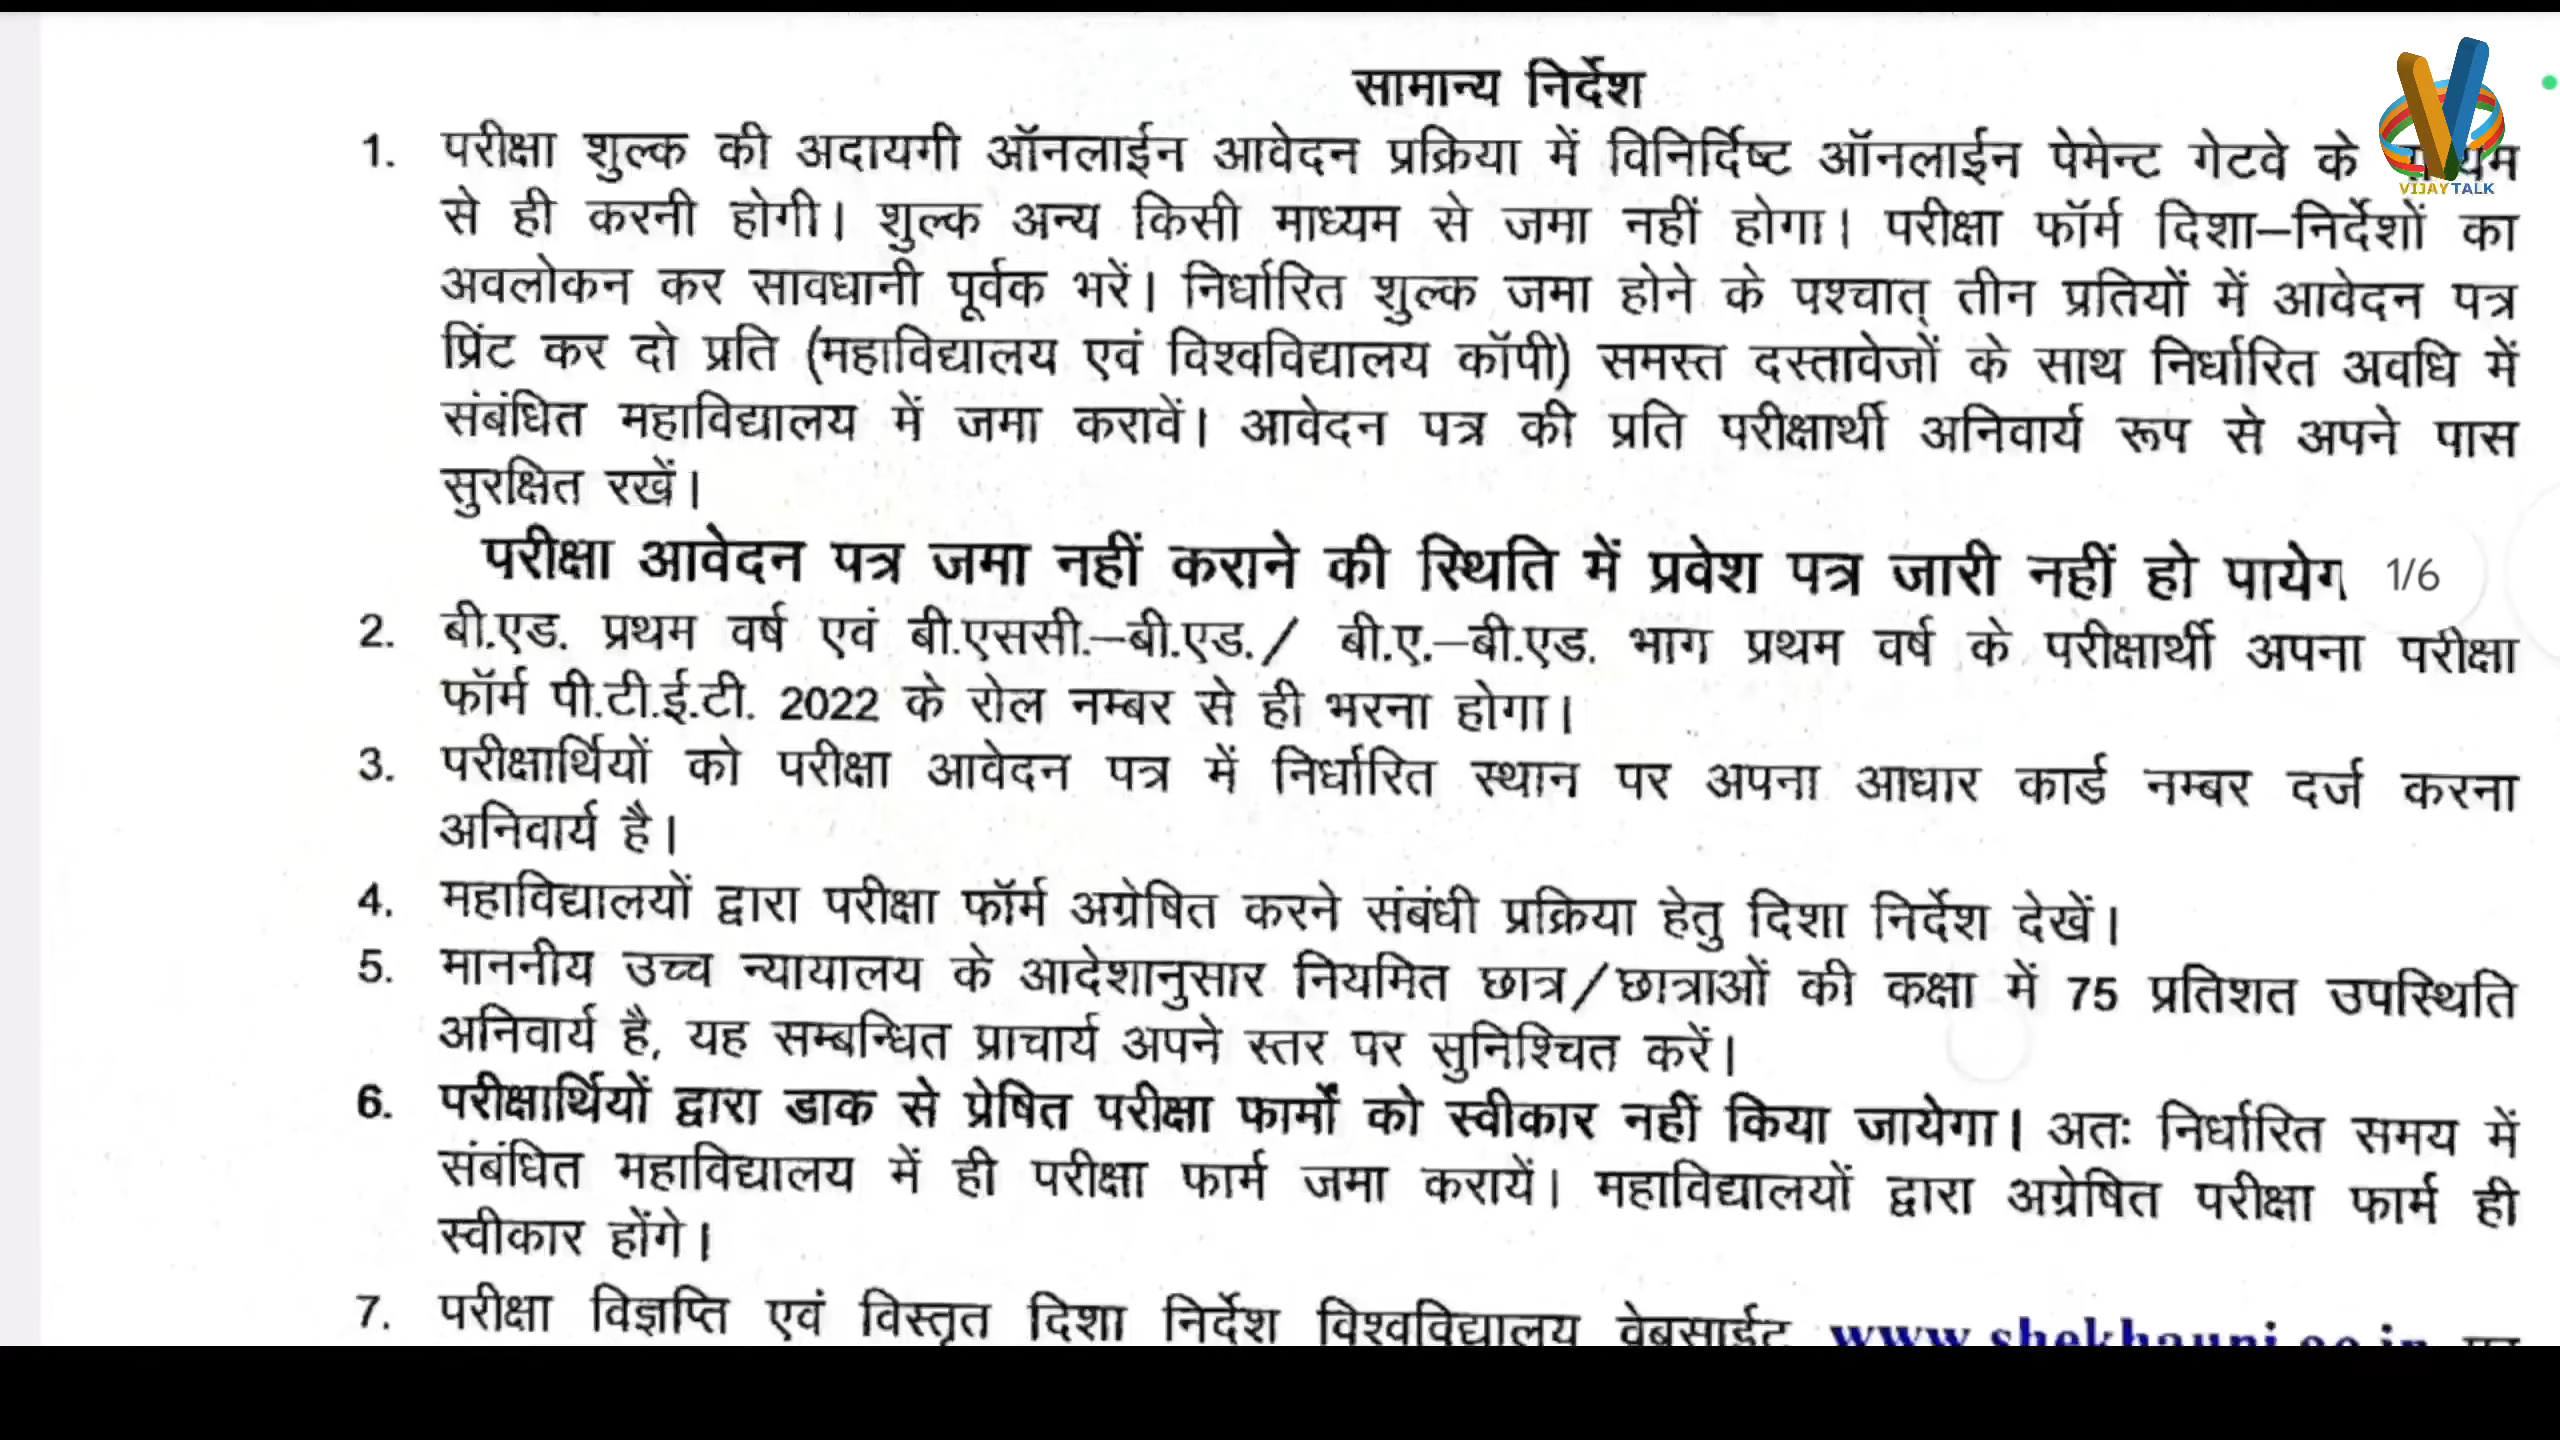 सामान्य निर्देश
1. परीक्षा शुल्क की अदायगी ऑनलाईन आवेदन प्रक्रिया में विनिर्दिष्ट ऑनलाईन पेमेन्ट गेटवे के
से ही करनी होगी। शुल्क अन्य किसी माध्यम से जमा नहीं होगा। परीक्षा फॉर्म दिशा–निर्देशों का
अवलोकन कर सावधानी पूर्वक भरें। निर्धारित शुल्क जमा होने के पश्चात् तीन प्रतियों में आवेदन पत्र
प्रिंट कर दो प्रति (महाविद्यालय एवं विश्वविद्यालय कॉपी) समस्त दस्तावेजों के साथ निर्धारित अवधि में
संबंधित महाविद्यालय में जमा करावें। आवेदन पत्र की प्रति परीक्षार्थी अनिवार्य रूप से अपने पास
सुरक्षित रखें।
परीक्षा आवेदन पत्र जमा नहीं कराने की स्थिति में प्रवेश पत्र जारी नहीं हो
1/6
2. बी.एड. प्रथम वर्ष एवं बी.एससी.–बी.एड./ बी.ए.–बी.एड. भाग प्रथम वर्ष के परीक्षार्थी अपना परीक्षा
फॉर्म पी.टी.ई.टी. 2022 के रोल नम्बर से ही भरना होगा।
3. परीक्षार्थियों को परीक्षा आवेदन पत्र में निर्धारित स्थान पर अपना आधार कार्ड नम्बर दर्ज करना
अनिवार्य है।
4. महाविद्यालयों द्वारा परीक्षा फॉर्म अग्रेषित करने संबंधी प्रक्रिया हेतु दिशा निर्देश देखें।
5. माननीय उच्च न्यायालय के आदेशानुसार नियमित छात्र/छात्राओं की कक्षा में 75 प्रतिशत उपस्थिति
अनिवार्य है, यह सम्बन्धित प्राचार्य अपने स्तर पर सुनिश्चित करें।
6. परीक्षार्थियों द्वारा डाक से प्रेषित परीक्षा फार्मों को स्वीकार नहीं किया जायेगा। अतः निर्धारित समय में
संबंधित महाविद्यालय में ही परीक्षा फार्म जमा करायें। महाविद्यालयों द्वारा अग्रेषित परीक्षा फार्म ही
स्वीकार होंगे।
7. परीक्षा विज्ञप्ति एवं विस्तृत दिशा निर्देश विश्वविद्यालय वेबसाईट www.shekhauni.ac.in पर
VIJAYTALK